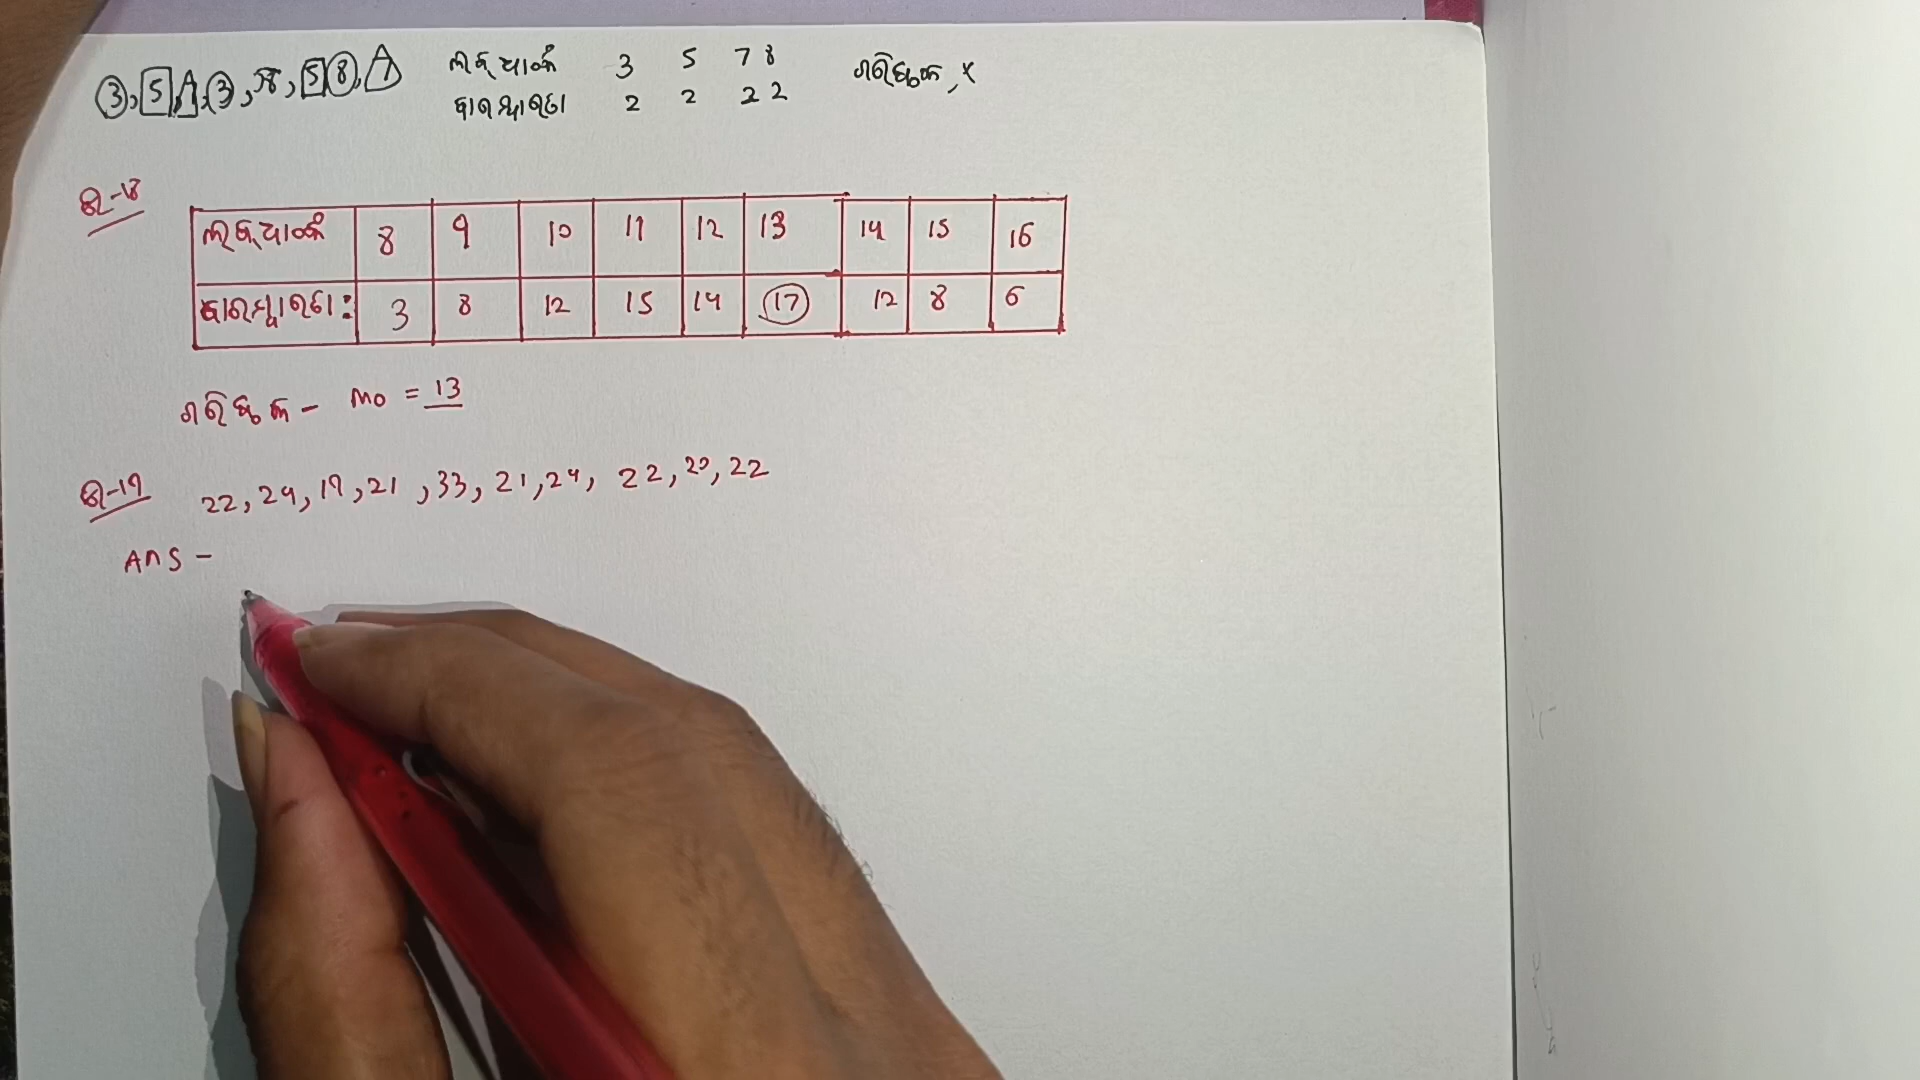 3, 5, 7, 3, 8, 5 8, 7
ଲବ୍ଧାଙ୍କ 3 5 7 8 ଗରିଷ୍ଠକ, x
ବାରମ୍ବାରତା 2 2 2 2
ଉ-18
ଲବ୍ଧାଙ୍କ 8 9 10 11 12 13 14 15 16
ବାରମ୍ବାରତା: 3 8 12 15 14 17 12 8 6
ଗରିଷ୍ଠକ - Mo = 13
ଉ-19 22, 24, 17, 21, 33, 21, 24, 22, 20, 22
Ans -